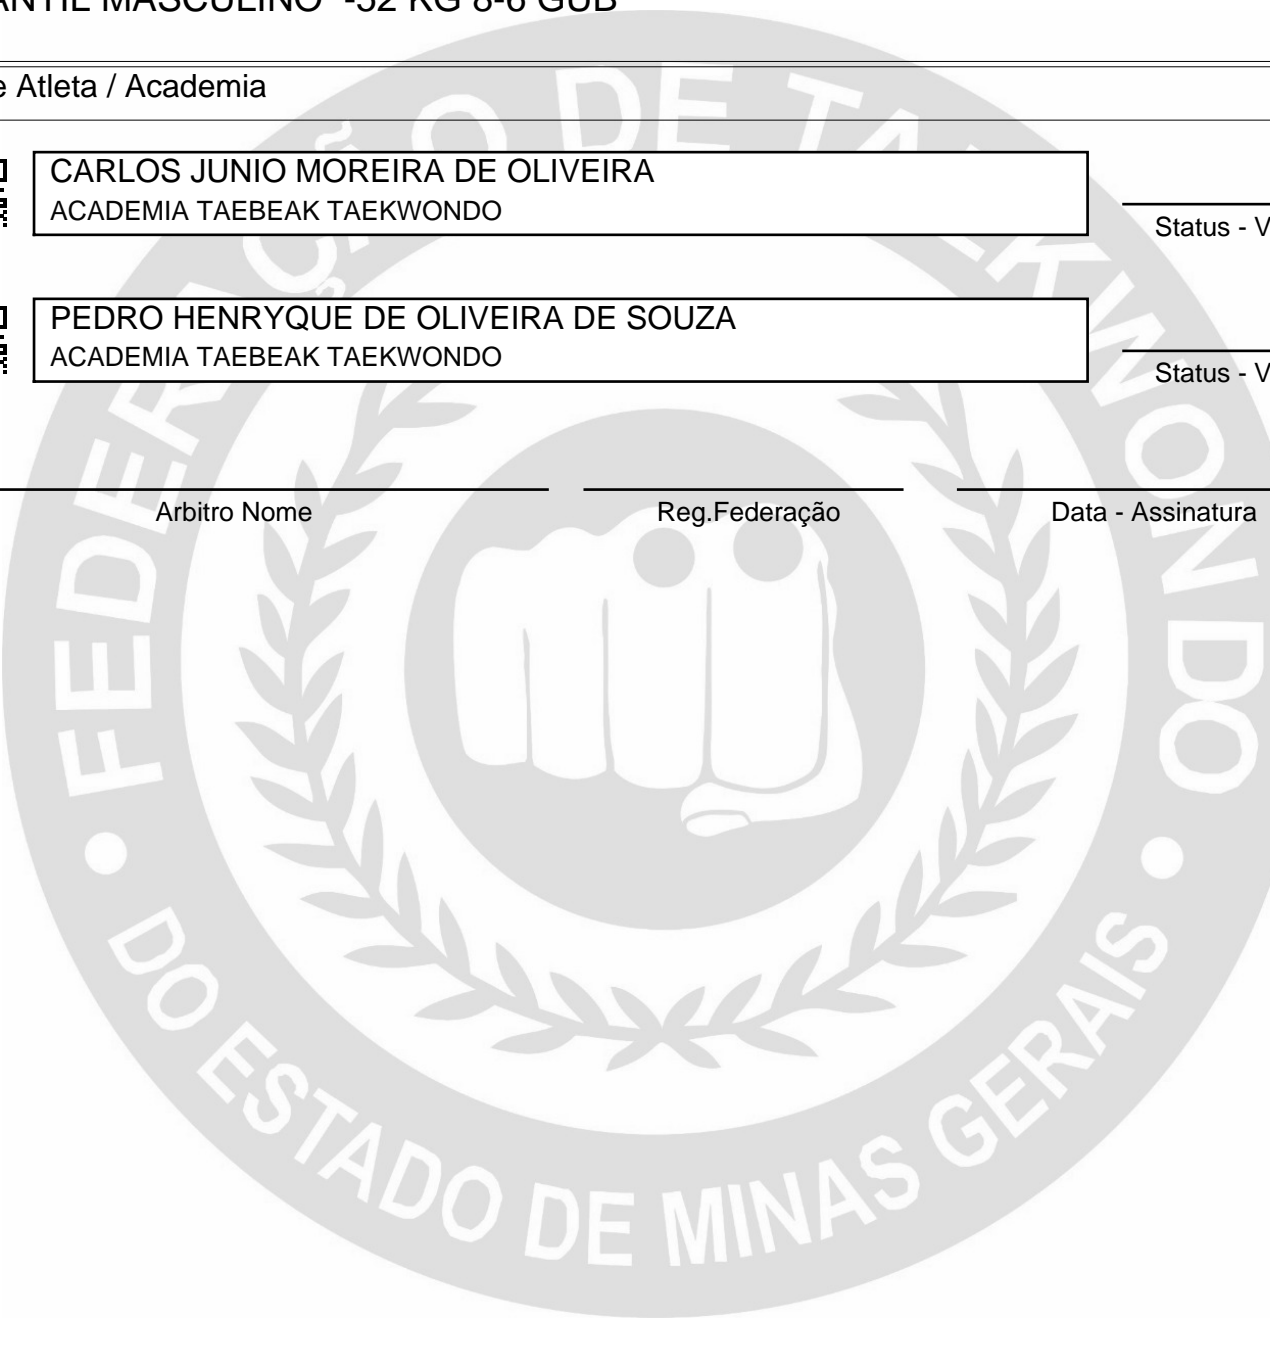 ANTIL MASCULINO -52 KG 8-6 GUB
e Atleta / Academia
CARLOS JUNIO MOREIRA DE OLIVEIRA
ACADEMIA TAEBEAK TAEKWONDO
Status - V
PEDRO HENRYQUE DE OLIVEIRA DE SOUZA
ACADEMIA TAEBEAK TAEKWONDO
Status - V
Arbitro Nome Reg.Federação Data - Assinatura
FEDERAÇÃO DE TAEKWONDO
DO ESTADO DE MINAS GERAIS